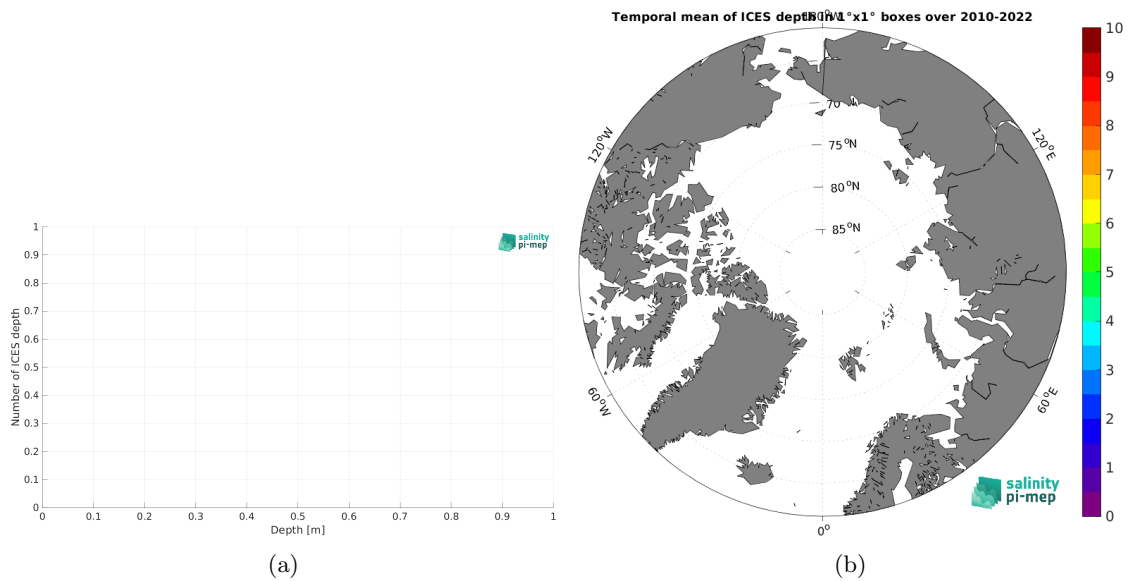 1
0.9
0.8
0.7
0.6
0.5
0.4
0.3
0.2
0.1
0
Number of ICES depth
0 0.1 0.2 0.3 0.4 0.5 0.6 0.7 0.8 0.9 1
Depth [m]
salinity
pi-mep
(a)
Temporal mean of ICES depth in 1°x1° boxes over 2010-2022
180°W
120°W
120°E
70°N
75°N
80°N
85°N
60°W
60°E
0°
salinity
pi-mep
10
9
8
7
6
5
4
3
2
1
0
(b)